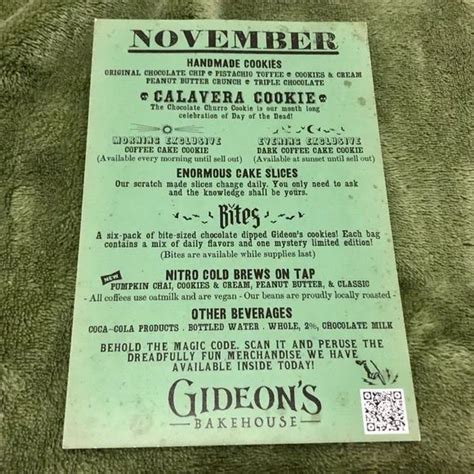 NOVEMBER
HANDMADE COOKIES
ORIGINAL CHOCOLATE CHIP • PISTACHIO TOFFEE • COOKIES & CREAM
PEANUT BUTTER CRUNCH • TRIPLE CHOCOLATE
CALAVERA COOKIE
The Chocolate Churro Cookie is our month long
celebration of Day of the Dead!
MORNING EXCLUSIVE
COFFEE CAKE COOKIE
(Available every morning until sell out)
EVENING EXCLUSIVE
DARK COFFEE CAKE COOKIE
(Available at sunset until sell out)
ENORMOUS CAKE SLICES
Our scratch made slices change daily. You only need to ask
and the knowledge shall be yours.
Bites
A six-pack of bite-sized chocolate dipped Gideon's cookies! Each bag
contains a mix of daily flavors and one mystery limited edition!
(Bites are available while supplies last)
NEW
NITRO COLD BREWS ON TAP
PUMPKIN CHAI, COOKIES & CREAM, PEANUT BUTTER, & CLASSIC
- All coffees use oatmilk and are vegan - Our beans are proudly locally roasted -
OTHER BEVERAGES
COCA-COLA PRODUCTS . BOTTLED WATER . WHOLE, 2%, CHOCOLATE MILK
BEHOLD THE MAGIC CODE. SCAN IT AND PERUSE THE
DREADFULLY FUN MERCHANDISE WE HAVE
AVAILABLE INSIDE TODAY!
GIDEON'S
BAKEHOUSE